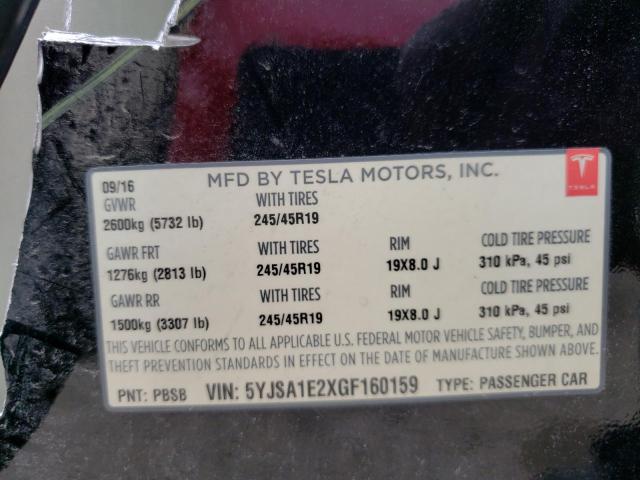 09/16 MFD BY TESLA MOTORS, INC.
TESLA
GVWR WITH TIRES
2600kg (5732 lb) 245/45R19
GAWR FRT WITH TIRES RIM COLD TIRE PRESSURE
1276kg (2813 lb) 245/45R19 19X8.0 J 310 kPa, 45 psi
GAWR RR WITH TIRES RIM COLD TIRE PRESSURE
1500kg (3307 lb) 245/45R19 19X8.0 J 310 kPa, 45 psi
THIS VEHICLE CONFORMS TO ALL APPLICABLE U.S. FEDERAL MOTOR VEHICLE SAFETY, BUMPER, AND
THEFT PREVENTION STANDARDS IN EFFECT ON THE DATE OF MANUFACTURE SHOWN ABOVE.
PNT: PBSB VIN: 5YJSA1E2XGF160159 TYPE: PASSENGER CAR